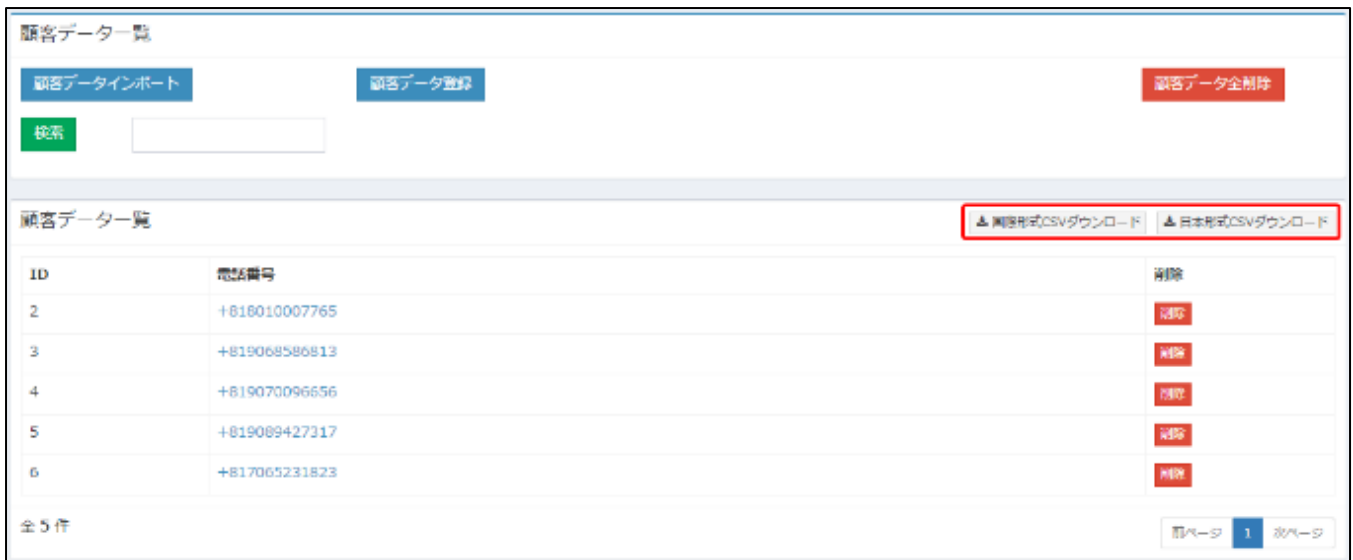 顧客データ一覧
顧客データインポート 顧客データ登録 顧客データ全削除
検索
顧客データ一覧 国際形式CSVダウンロード 日本形式CSVダウンロード
ID 電話番号 削除
2 +818010007765 削除
3 +819068586813 削除
4 +819070096656 削除
5 +819089427317 削除
6 +817065231823 削除
全 5 件 前ページ 1 次ページ